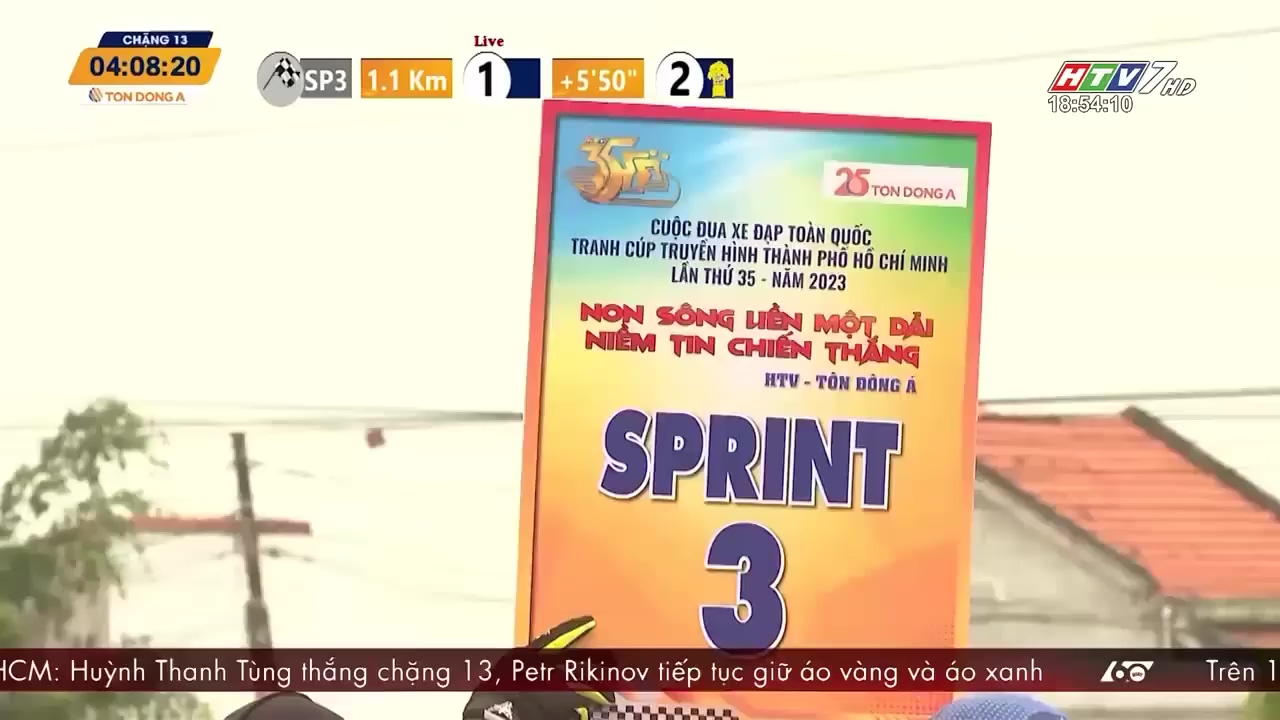 CHẶNG 13
04:08:20
TON DONG A
SP3
1.1 Km
Live
1
+5'50"
2
HTV7 HD
18:54:10
35
25 TON DONG A
CUỘC ĐUA XE ĐẠP TOÀN QUỐC
TRANH CÚP TRUYỀN HÌNH THÀNH PHỐ HỒ CHÍ MINH
LẦN THỨ 35 - NĂM 2023
NON SÔNG LIỀN MỘT DẢI
NIỀM TIN CHIẾN THẮNG
HTV - TÔN ĐÔNG Á
SPRINT
3
HCM: Huỳnh Thanh Tùng thắng chặng 13, Petr Rikinov tiếp tục giữ áo vàng và áo xanh
60
Trên 1